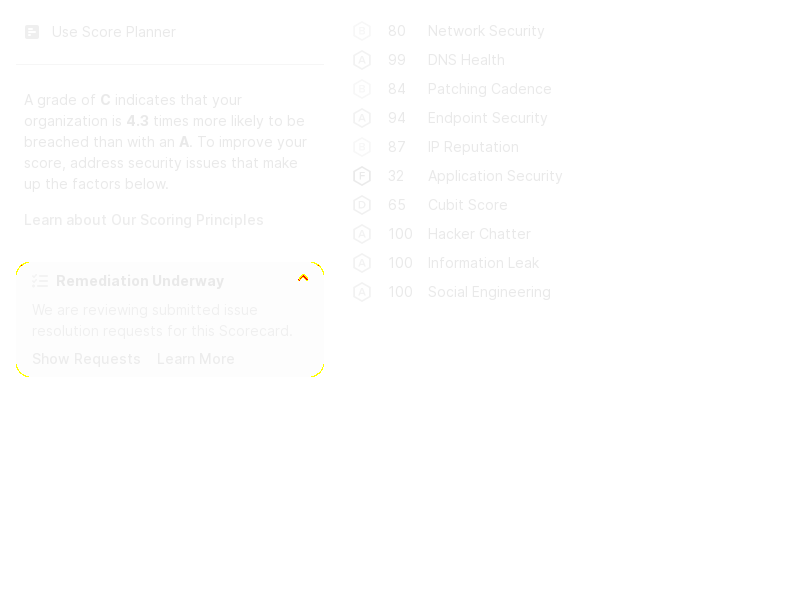 Use Score Planner
A grade of C indicates that your
organization is 4.3 times more likely to be
breached than with an A. To improve your
score, address security issues that make
up the factors below.
Learn about Our Scoring Principles
Remediation Underway
We are reviewing submitted issue
resolution requests for this Scorecard.
Show Requests Learn More
B 80 Network Security
A 99 DNS Health
B 84 Patching Cadence
A 94 Endpoint Security
B 87 IP Reputation
F 32 Application Security
D 65 Cubit Score
A 100 Hacker Chatter
A 100 Information Leak
A 100 Social Engineering